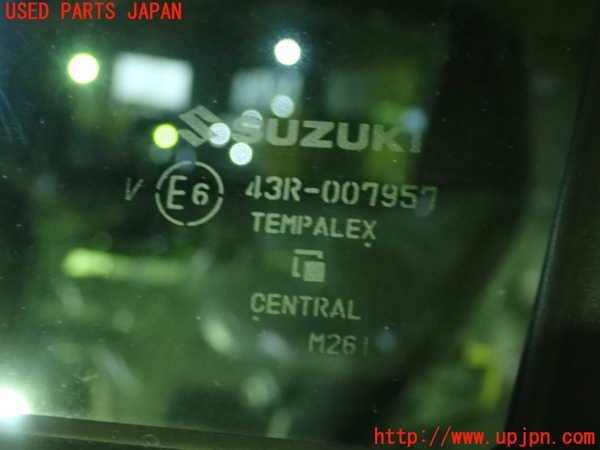 USED PARTS JAPAN
SUZUKI
V E6 43R-007957
TEMPALEX
CENTRAL
M261
http://www.upjpn.com/